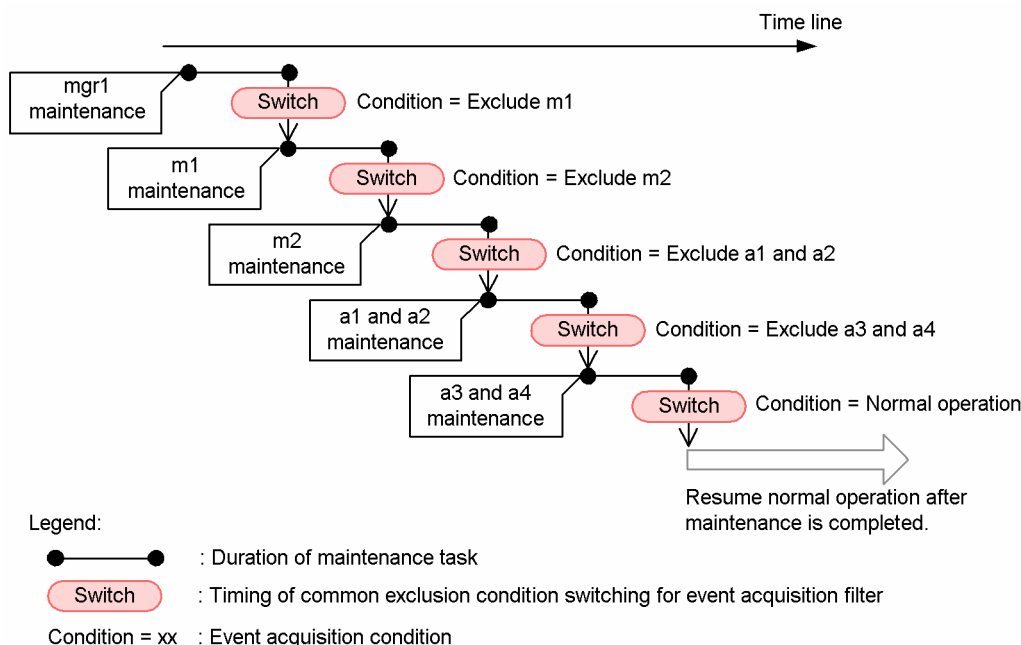 Time line
mgr1
maintenance
Switch
Condition = Exclude m1
m1
maintenance
Switch
Condition = Exclude m2
m2
maintenance
Switch
Condition = Exclude a1 and a2
a1 and a2
maintenance
Switch
Condition = Exclude a3 and a4
a3 and a4
maintenance
Switch
Condition = Normal operation
Resume normal operation after
maintenance is completed.
Legend:
: Duration of maintenance task
Switch : Timing of common exclusion condition switching for event acquisition filter
Condition = xx : Event acquisition condition